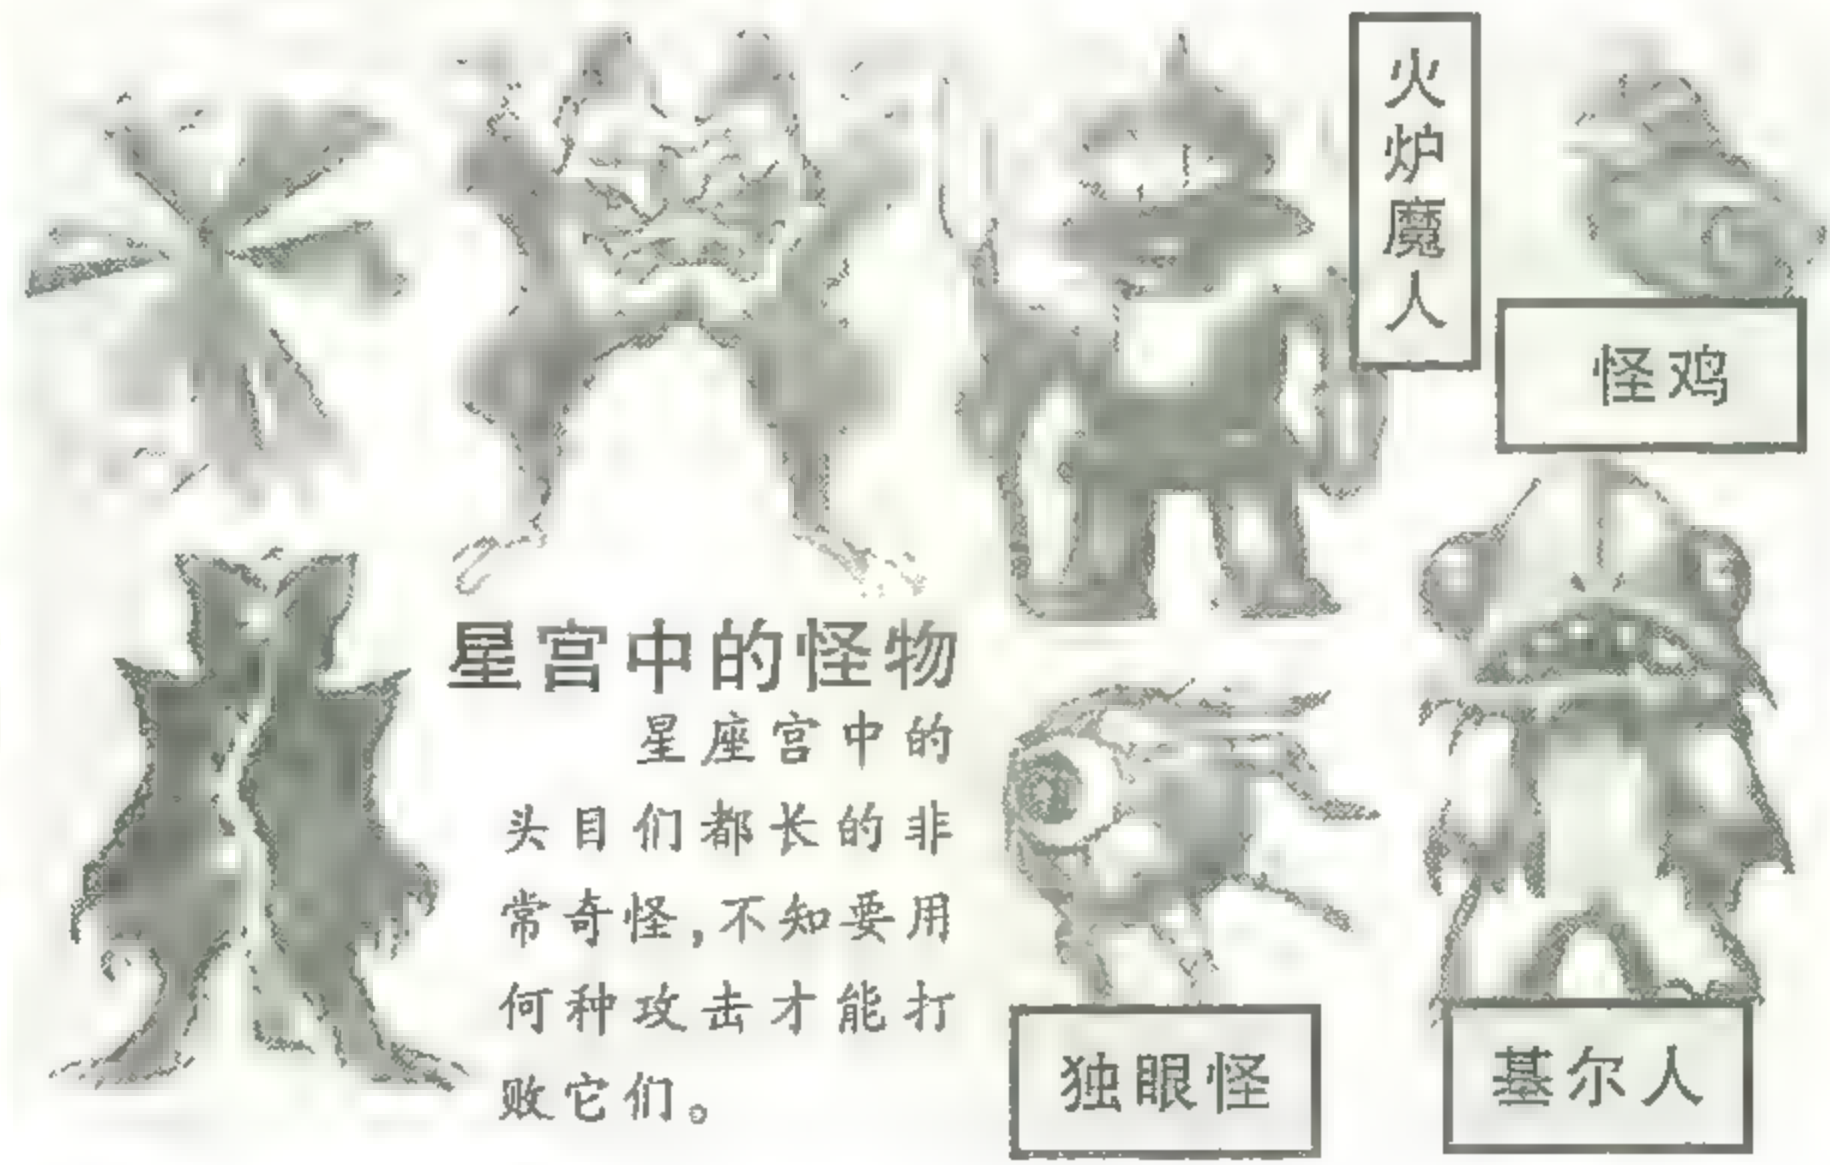 火炉魔人
怪鸡
星宫中的怪物
星座宫中的
头目们都长的非
常奇怪,不知要用
何种攻击才能打
败它们。
独眼怪
基尔人